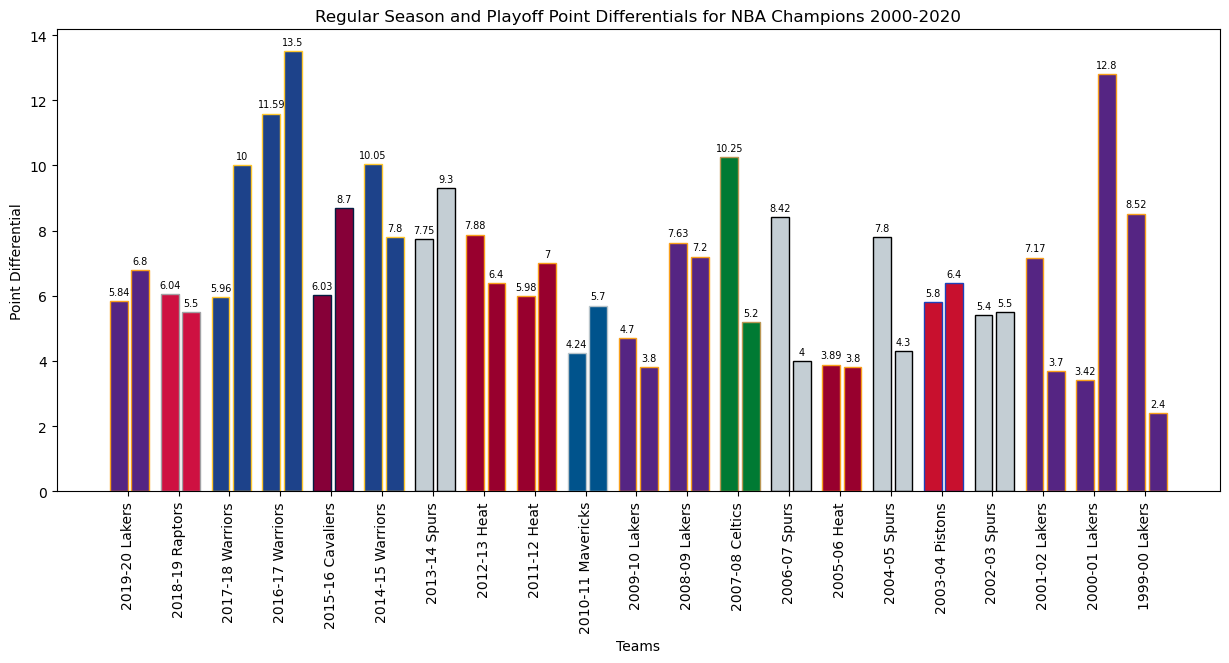 Regular Season and Playoff Point Differentials for NBA Champions 2000-2020
Point Differential
14
12
10
8
6
4
2
0
5.84
6.8
6.04
5.5
5.96
10
11.59
13.5
6.03
8.7
10.05
7.8
7.75
9.3
7.88
6.4
5.98
7
4.24
5.7
4.7
3.8
7.63
7.2
10.25
5.2
8.42
4
3.89
3.8
7.8
4.3
5.8
6.4
5.4
5.5
7.17
3.7
3.42
12.8
8.52
2.4
2019-20 Lakers
2018-19 Raptors
2017-18 Warriors
2016-17 Warriors
2015-16 Cavaliers
2014-15 Warriors
2013-14 Spurs
2012-13 Heat
2011-12 Heat
2010-11 Mavericks
2009-10 Lakers
2008-09 Lakers
2007-08 Celtics
2006-07 Spurs
2005-06 Heat
2004-05 Spurs
2003-04 Pistons
2002-03 Spurs
2001-02 Lakers
2000-01 Lakers
1999-00 Lakers
Teams